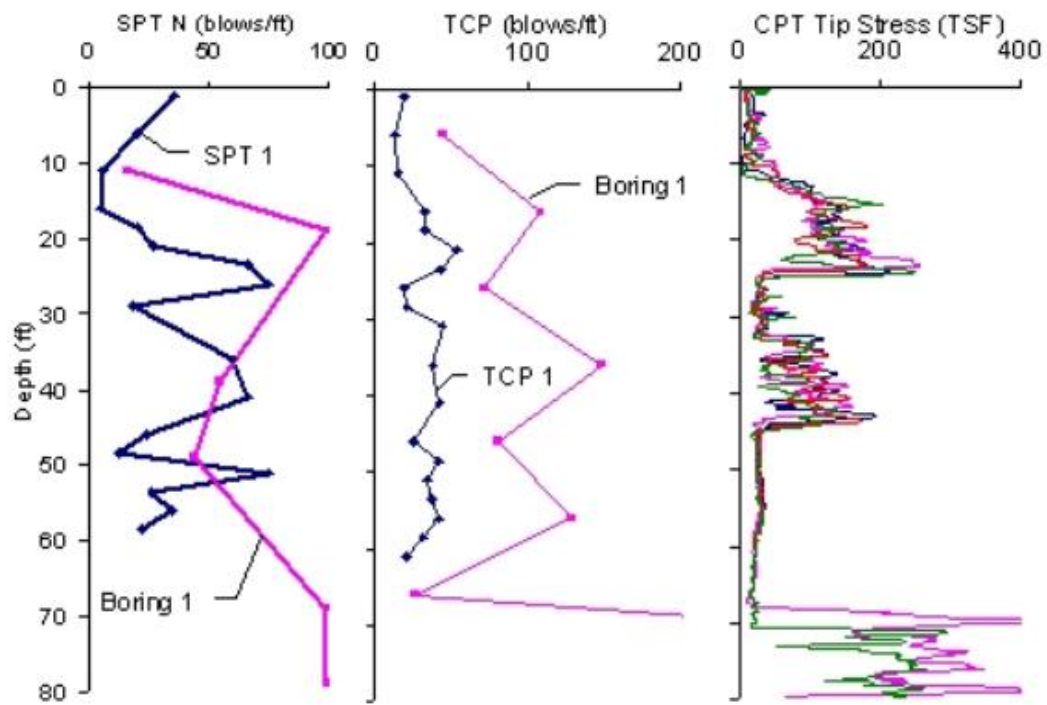 SPT N (blows/ft)
0 50 100
TCP (blows/ft)
0 100 200
CPT Tip Stress (TSF)
0 200 400
Depth (ft)
0
10
20
30
40
50
60
70
80
SPT 1
Boring 1
Boring 1
TCP 1